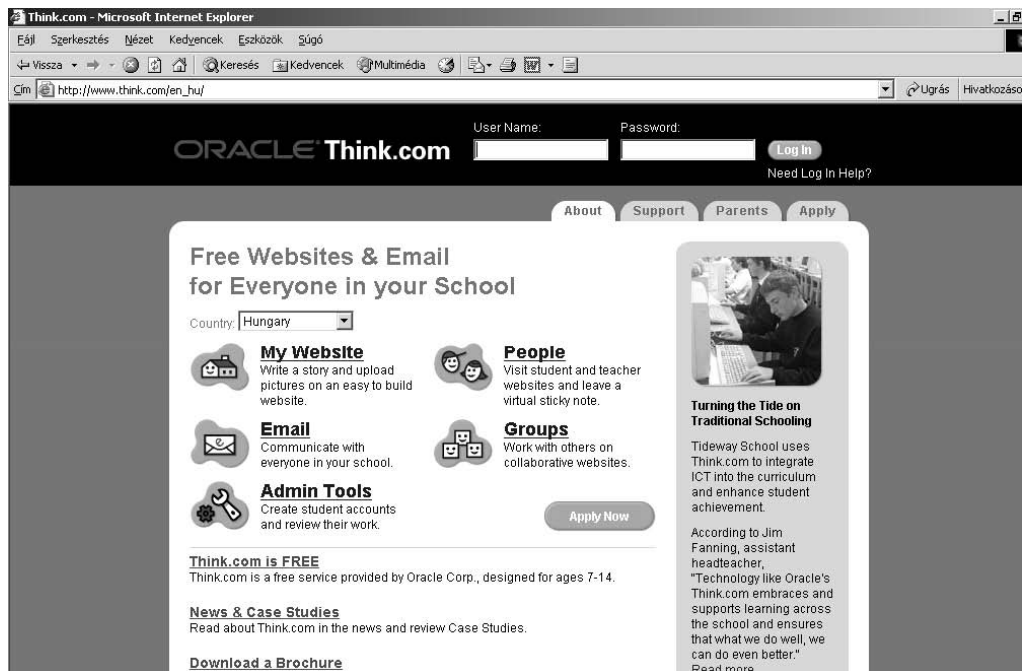 Think.com - Microsoft Internet Explorer
Fájl Szerkesztés Nézet Kedvencek Eszközök Súgó
Vissza Keresés Kedvencek Multimédia
Cím http://www.think.com/en_hu/ Ugrás Hivatkozáso
User Name: Password:
ORACLE Think.com Log In
Need Log In Help?
About Support Parents Apply
Free Websites & Email
for Everyone in your School
Country: Hungary
My Website
Write a story and upload
pictures on an easy to build
website.
People
Visit student and teacher
websites and leave a
virtual sticky note.
Email
Communicate with
everyone in your school.
Groups
Work with others on
collaborative websites.
Admin Tools
Create student accounts
and review their work.
Apply Now
Think.com is FREE
Think.com is a free service provided by Oracle Corp., designed for ages 7-14.
News & Case Studies
Read about Think.com in the news and review Case Studies.
Download a Brochure
Turning the Tide on
Traditional Schooling
Tideway School uses
Think.com to integrate
ICT into the curriculum
and enhance student
achievement.
According to Jim
Fanning, assistant
headteacher,
"Technology like Oracle's
Think.com embraces and
supports learning across
the school and ensures
that what we do well, we
can do even better."
Read more